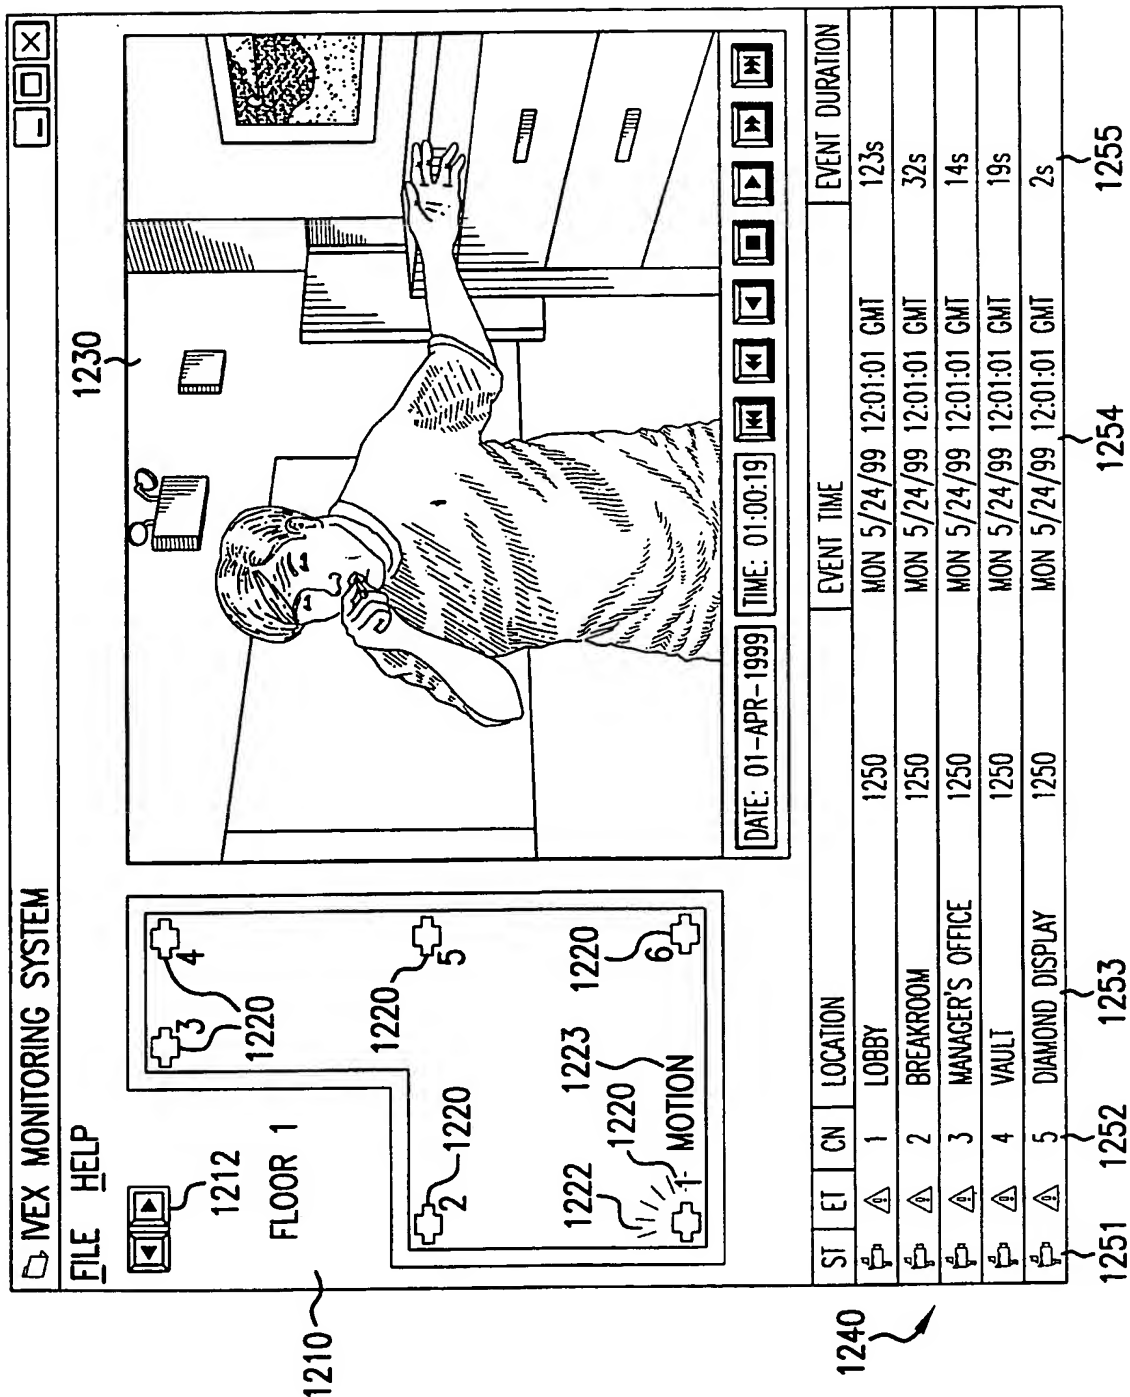 IVEX MONITORING SYSTEM
FILE HELP
1212
FLOOR 1
1210
3
4
1220
2
1220
1220
5
1222
1220
1223
1
MOTION
1220
6
1230
DATE: 01-APR-1999 TIME: 01:00:19
1240
ST ET CN LOCATION EVENT TIME EVENT DURATION
1 LOBBY 1250 MON 5/24/99 12:01:01 GMT 123s
2 BREAKROOM 1250 MON 5/24/99 12:01:01 GMT 32s
3 MANAGER'S OFFICE 1250 MON 5/24/99 12:01:01 GMT 14s
4 VAULT 1250 MON 5/24/99 12:01:01 GMT 19s
5 DIAMOND DISPLAY 1250 MON 5/24/99 12:01:01 GMT 2s
1251 1252 1253 1254 1255